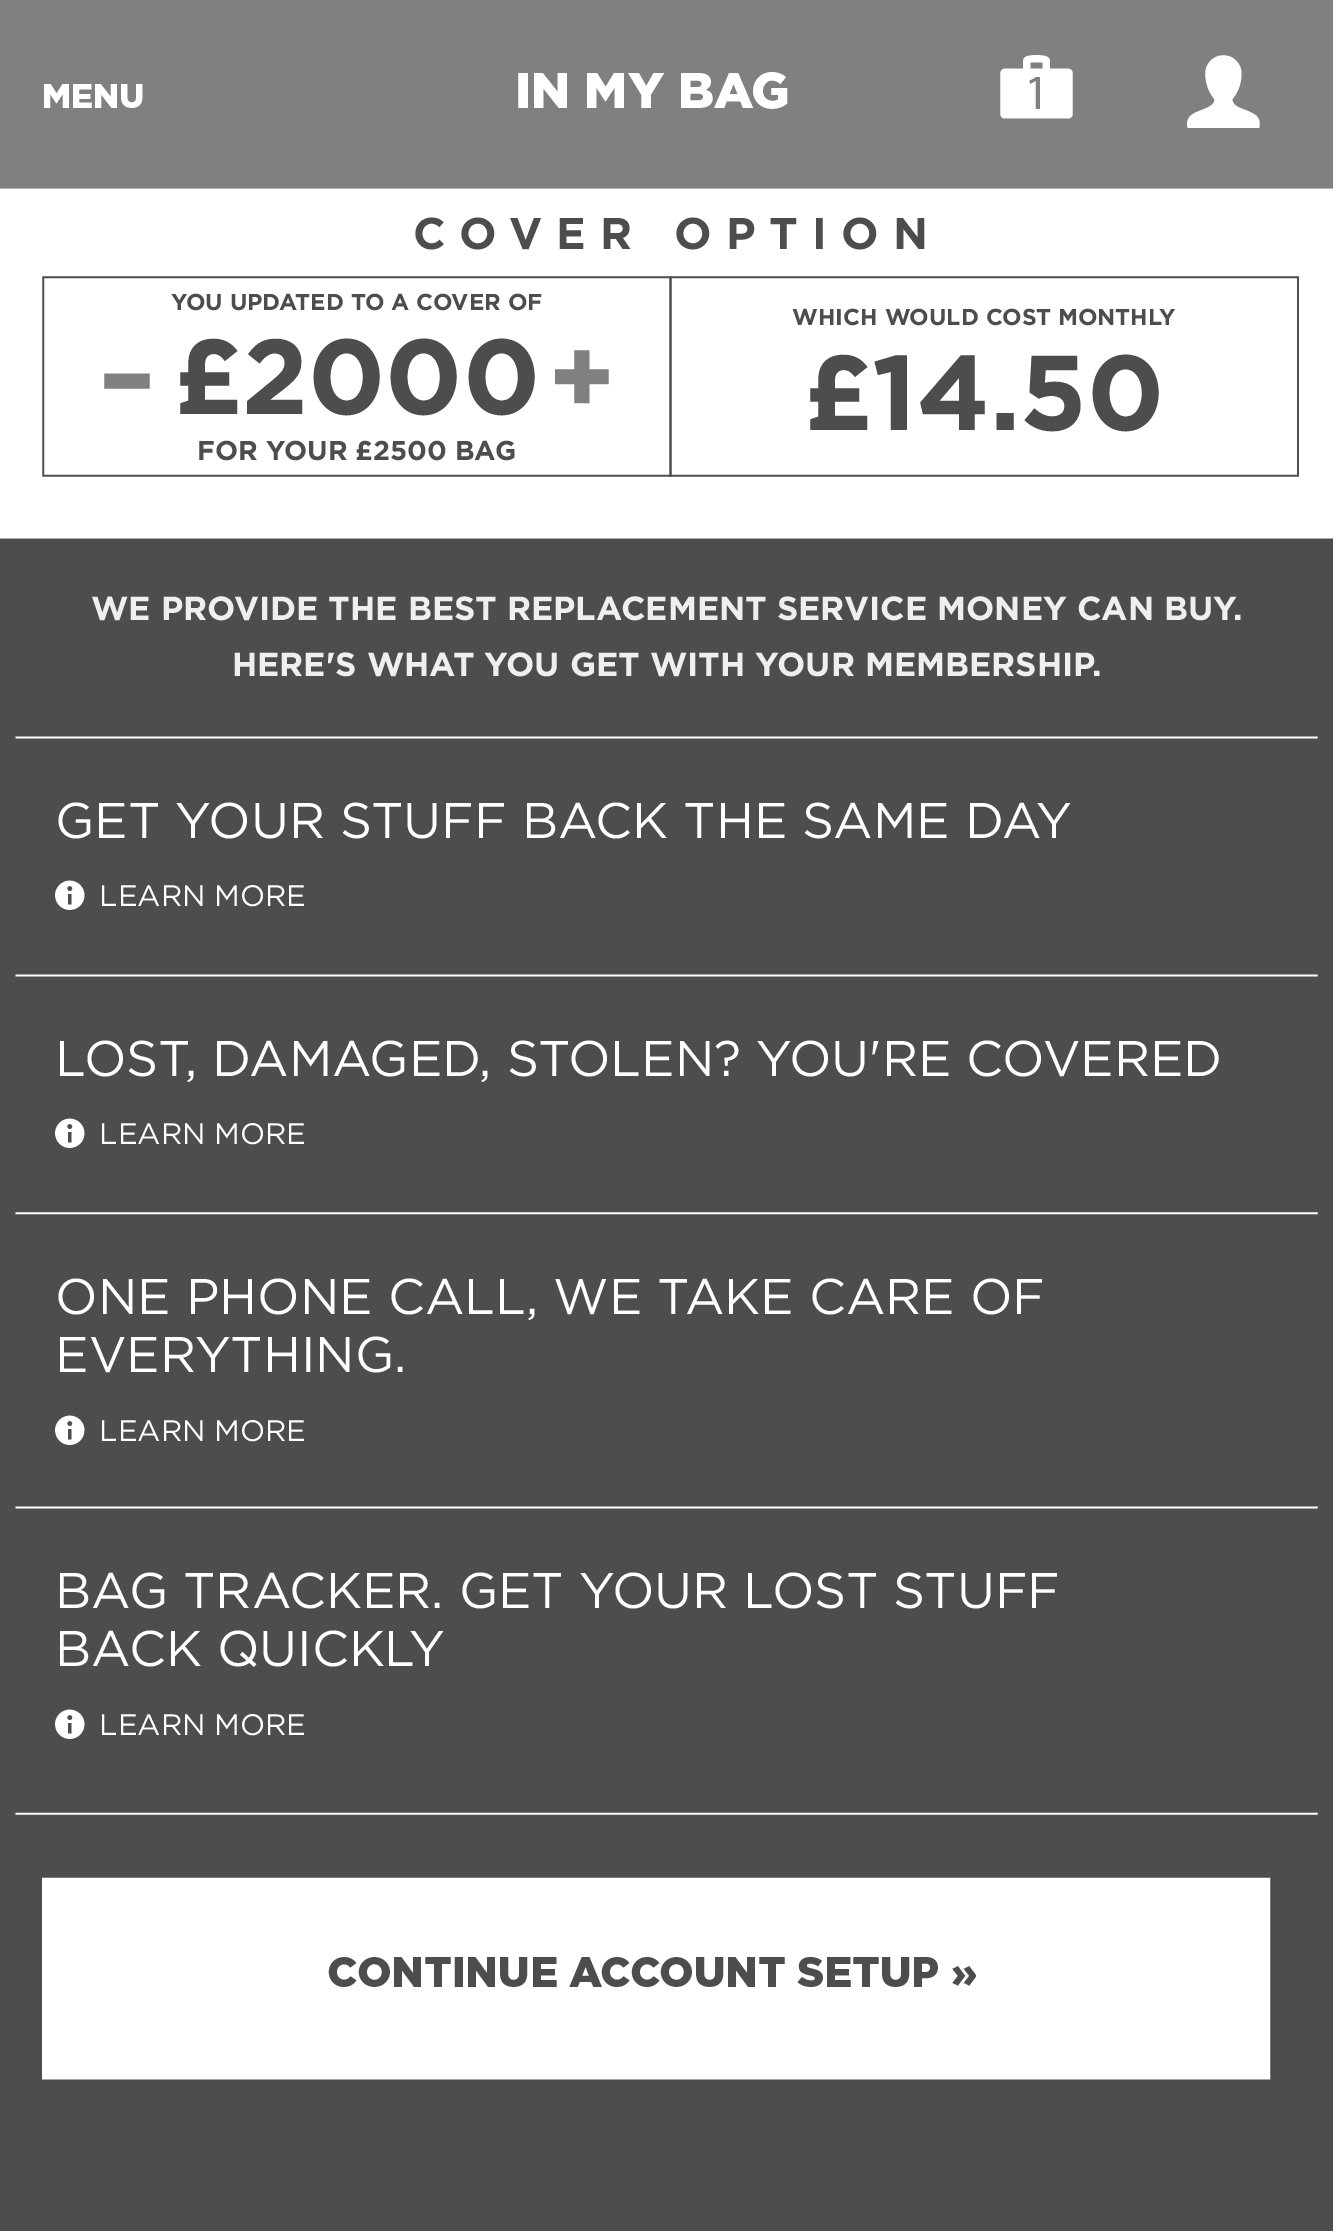 MENU
IN MY BAG
1
COVER OPTION
YOU UPDATED TO A COVER OF
- £2000 +
FOR YOUR £2500 BAG
WHICH WOULD COST MONTHLY
£14.50
WE PROVIDE THE BEST REPLACEMENT SERVICE MONEY CAN BUY.
HERE'S WHAT YOU GET WITH YOUR MEMBERSHIP.
GET YOUR STUFF BACK THE SAME DAY
i LEARN MORE
LOST, DAMAGED, STOLEN? YOU'RE COVERED
i LEARN MORE
ONE PHONE CALL, WE TAKE CARE OF
EVERYTHING.
i LEARN MORE
BAG TRACKER. GET YOUR LOST STUFF
BACK QUICKLY
i LEARN MORE
CONTINUE ACCOUNT SETUP »